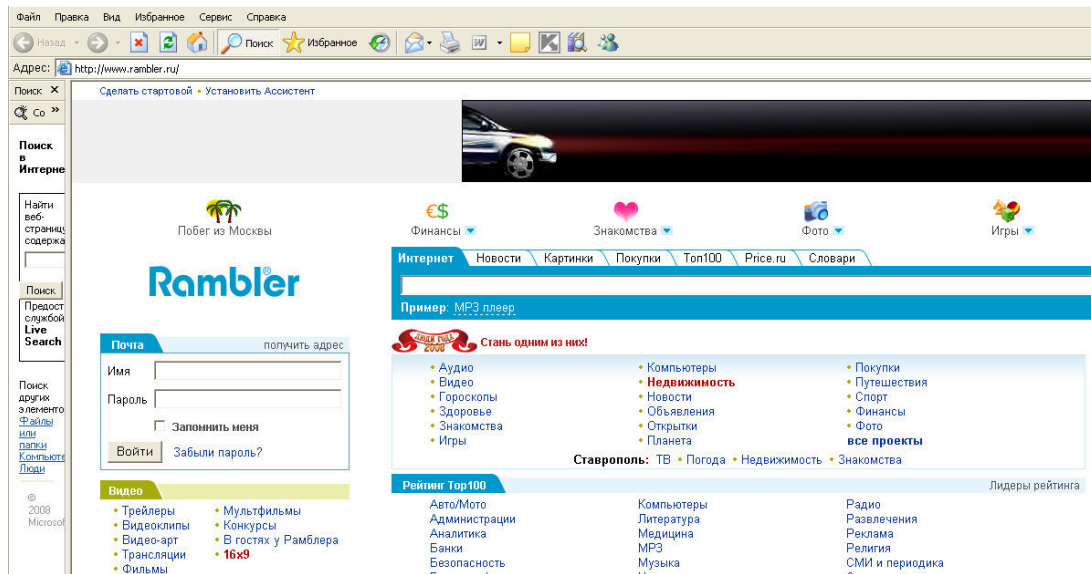 Файл Правка Вид Избранное Сервис Справка
Назад Поиск Избранное
Адрес: http://www.rambler.ru/
Поиск
Сделать стартовой • Установить Ассистент
Со »
Поиск
в
Интерне
Найти
веб-
страниц
содержа
Поиск
Предост
службой
Live
Search
Поиск
других
элементо
Файлы
или
папки
Компьюте
Люди
©
2008
Microsof
Побег из Москвы
€$
Финансы
Знакомства
Фото
Игры
Rambler
Интернет Новости Картинки Покупки Топ100 Price.ru Словари
Пример: MP3 плеер
ЛЮДИ ГОДА 2008 Стань одним из них!
Почта получить адрес
Имя
Пароль
Запомнить меня
Войти Забыли пароль?
• Аудио • Компьютеры • Покупки
• Видео • Недвижимость • Путешествия
• Гороскопы • Новости • Спорт
• Здоровье • Объявления • Финансы
• Знакомства • Открытки • Фото
• Игры • Планета все проекты
Ставрополь: ТВ • Погода • Недвижимость • Знакомства
Видео
• Трейлеры • Мультфильмы
• Видеоклипы • Конкурсы
• Видео-арт • В гостях у Рамблера
• Трансляции • 16x9
• Фильмы
Рейтинг Top100 Лидеры рейтинга
Авто/Мото Компьютеры Радио
Администрации Литература Развлечения
Аналитика Медицина Реклама
Банки MP3 Религия
Безопасность Музыка СМИ и периодика